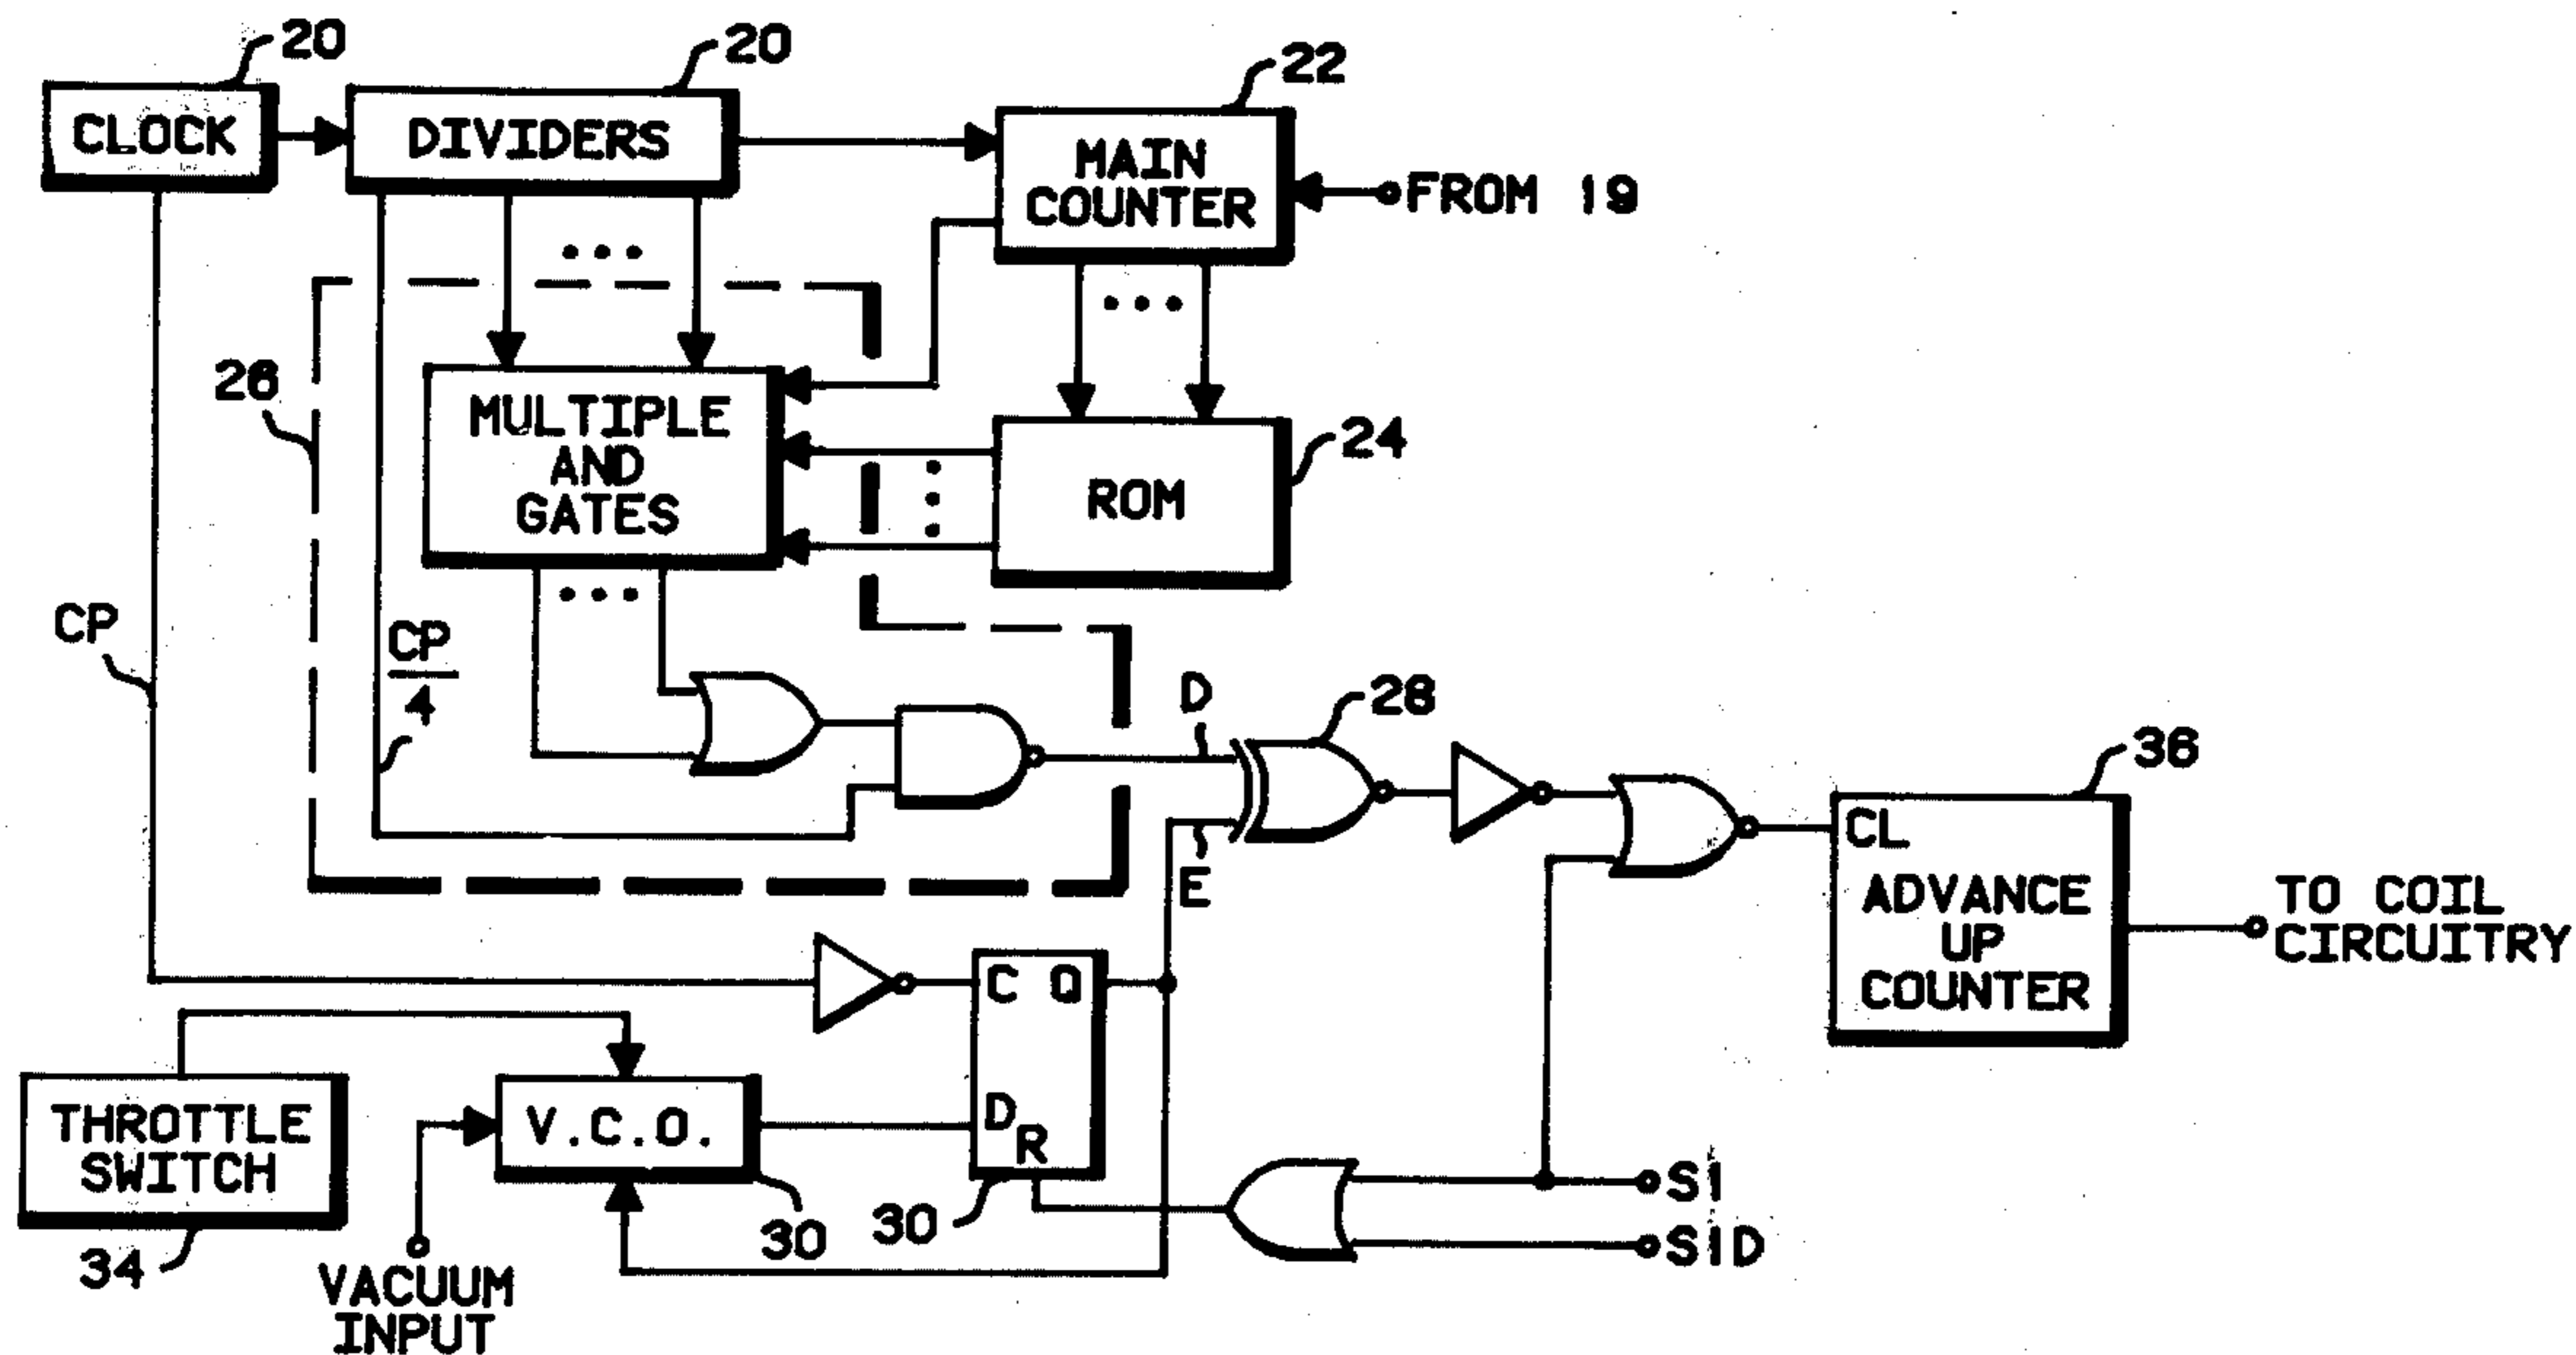 20
20
22
CLOCK
DIVIDERS
MAIN
COUNTER
FROM 19
26
MULTIPLE
AND
GATES
24
ROM
CP
CP
4
D
28
36
E
CL
ADVANCE
UP
COUNTER
TO COIL
CIRCUITRY
C Q
THROTTLE
SWITCH
V.C.O.
D
R
S1
S1D
34
30
30
VACUUM
INPUT